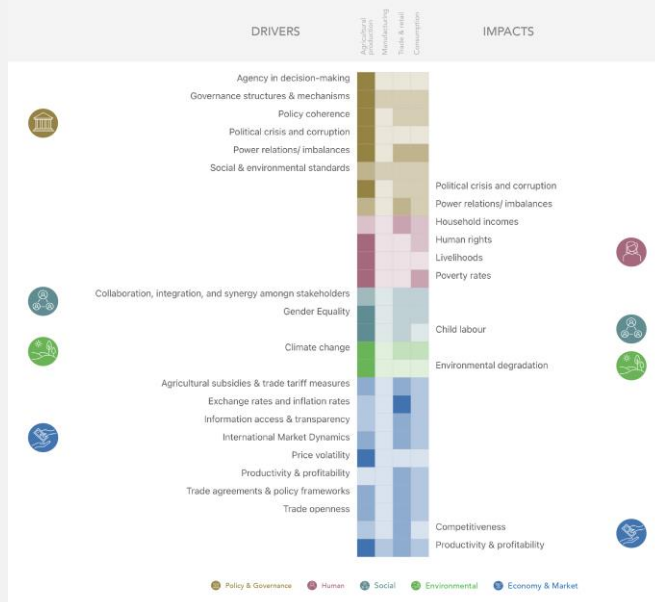 DRIVERS
Agricultural
production
Manufacturing
Trade & retail
Consumption
IMPACTS
Agency in decision-making
Governance structures & mechanisms
Policy coherence
Political crisis and corruption
Power relations/ imbalances
Social & environmental standards
Political crisis and corruption
Power relations/ imbalances
Household incomes
Human rights
Livelihoods
Poverty rates
Collaboration, integration, and synergy amongn stakeholders
Gender Equality
Child labour
Climate change
Environmental degradation
Agricultural subsidies & trade tariff measures
Exchange rates and inflation rates
Information access & transparency
International Market Dynamics
Price volatility
Productivity & profitability
Trade agreements & policy frameworks
Trade openness
Competitiveness
Productivity & profitability
Policy & Governance
Human
Social
Environmental
Economy & Market